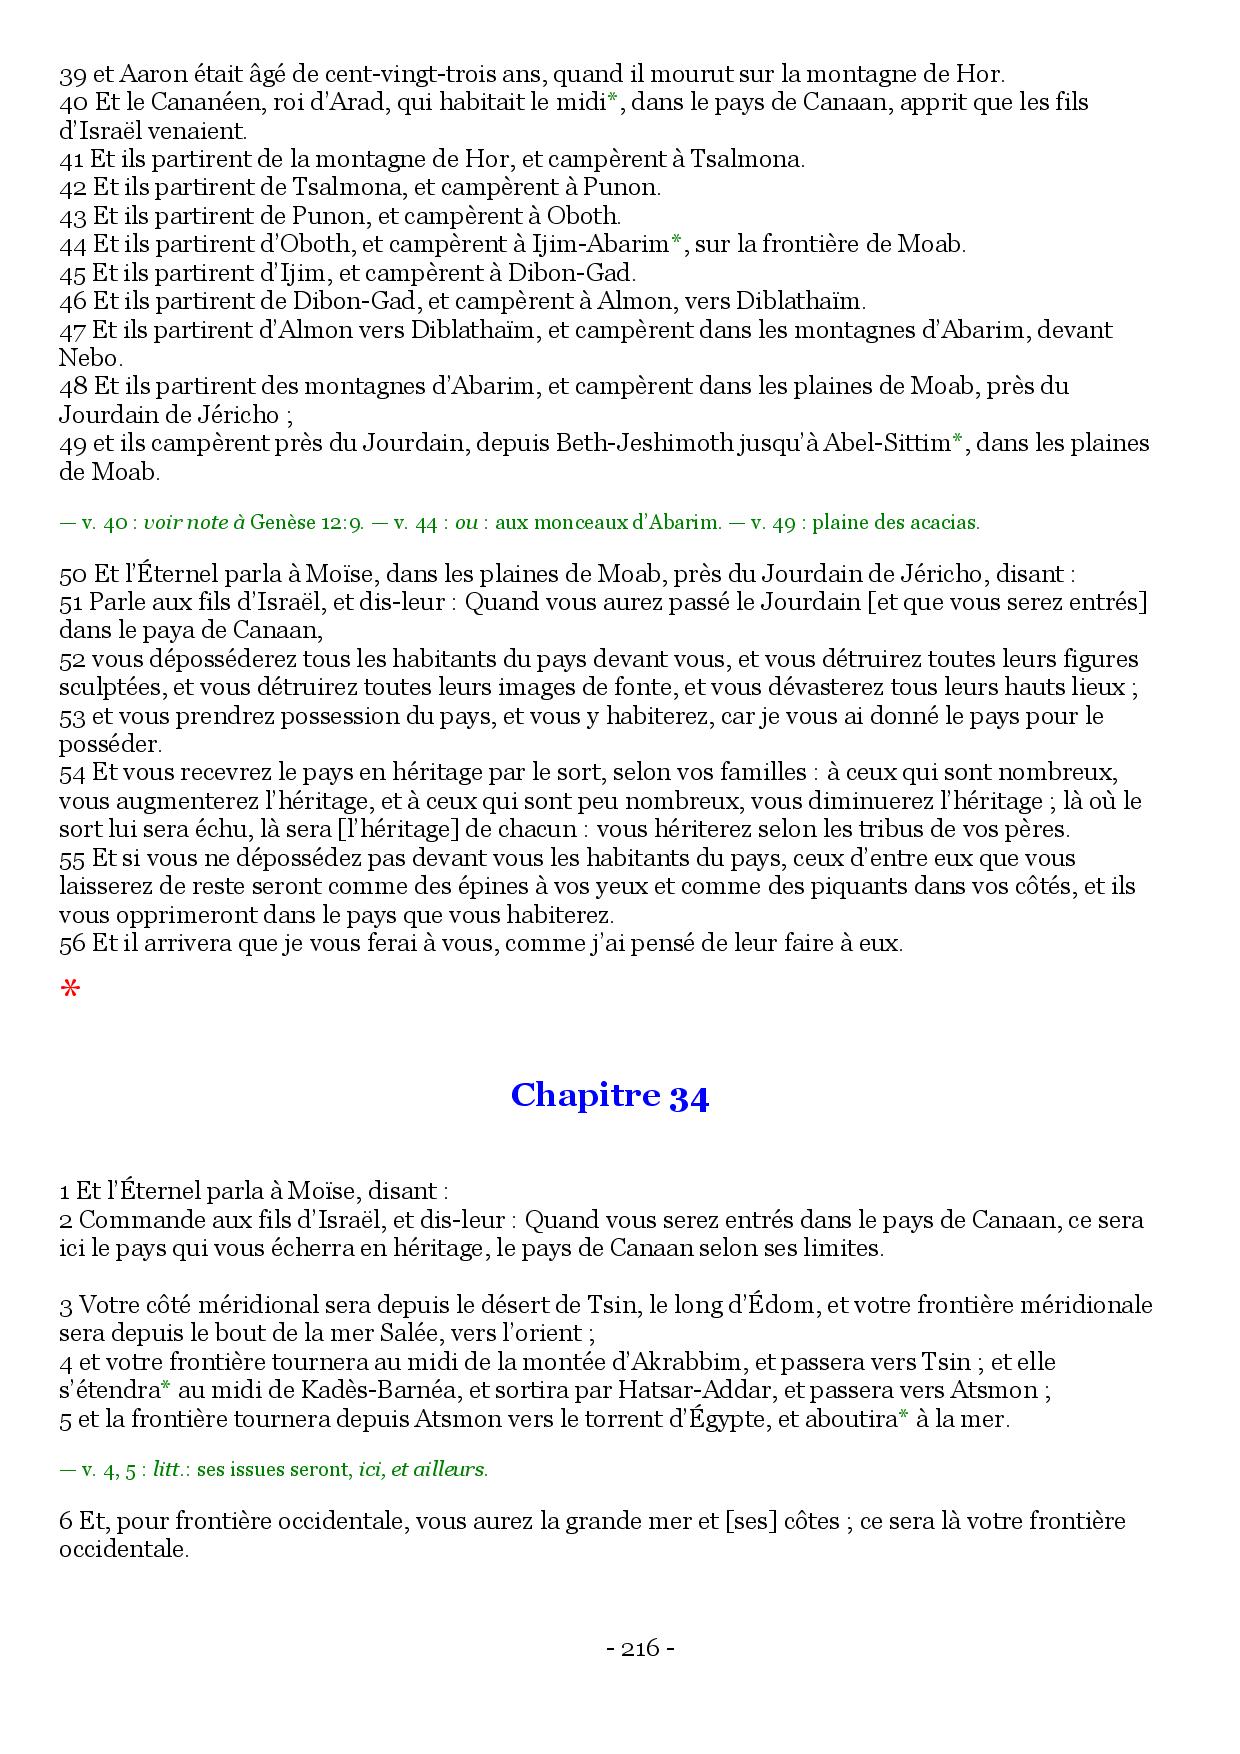 39 et Aaron était âgé de cent-vingt-trois ans, quand il mourut sur la montagne de Hor.
40 Et le Cananéen, roi d’Arad, qui habitait le midi*, dans le pays de Canaan, apprit que les fils
d’Israël venaient.
41 Et ils partirent de la montagne de Hor, et campèrent à Tsalmona.
42 Et ils partirent de Tsalmona, et campèrent à Punon.
43 Et ils partirent de Punon, et campèrent à Oboth.
44 Et ils partirent d’Oboth, et campèrent à Ijim-Abarim*, sur la frontière de Moab.
45 Et ils partirent d’Ijim, et campèrent à Dibon-Gad.
46 Et ils partirent de Dibon-Gad, et campèrent à Almon, vers Diblathaïm.
47 Et ils partirent d’Almon vers Diblathaïm, et campèrent dans les montagnes d’Abarim, devant
Nebo.
48 Et ils partirent des montagnes d’Abarim, et campèrent dans les plaines de Moab, près du
Jourdain de Jéricho ;
49 et ils campèrent près du Jourdain, depuis Beth-Jeshimoth jusqu’à Abel-Sittim*, dans les plaines
de Moab.
— v. 40 : voir note à Genèse 12:9. — v. 44 : ou : aux monceaux d’Abarim. — v. 49 : plaine des acacias.
50 Et l’Éternel parla à Moïse, dans les plaines de Moab, près du Jourdain de Jéricho, disant :
51 Parle aux fils d’Israël, et dis-leur : Quand vous aurez passé le Jourdain [et que vous serez entrés]
dans le paya de Canaan,
52 vous déposséderez tous les habitants du pays devant vous, et vous détruirez toutes leurs figures
sculptées, et vous détruirez toutes leurs images de fonte, et vous dévasterez tous leurs hauts lieux ;
53 et vous prendrez possession du pays, et vous y habiterez, car je vous ai donné le pays pour le
posséder.
54 Et vous recevrez le pays en héritage par le sort, selon vos familles : à ceux qui sont nombreux,
vous augmenterez l’héritage, et à ceux qui sont peu nombreux, vous diminuerez l’héritage ; là où le
sort lui sera échu, là sera [l’héritage] de chacun : vous hériterez selon les tribus de vos pères.
55 Et si vous ne dépossédez pas devant vous les habitants du pays, ceux d’entre eux que vous
laisserez de reste seront comme des épines à vos yeux et comme des piquants dans vos côtés, et ils
vous opprimeront dans le pays que vous habiterez.
56 Et il arrivera que je vous ferai à vous, comme j’ai pensé de leur faire à eux.
*
Chapitre 34
1 Et l’Éternel parla à Moïse, disant :
2 Commande aux fils d’Israël, et dis-leur : Quand vous serez entrés dans le pays de Canaan, ce sera
ici le pays qui vous écherra en héritage, le pays de Canaan selon ses limites.
3 Votre côté méridional sera depuis le désert de Tsin, le long d’Édom, et votre frontière méridionale
sera depuis le bout de la mer Salée, vers l’orient ;
4 et votre frontière tournera au midi de la montée d’Akrabbim, et passera vers Tsin ; et elle
s’étendra* au midi de Kadès-Barnéa, et sortira par Hatsar-Addar, et passera vers Atsmon ;
5 et la frontière tournera depuis Atsmon vers le torrent d’Égypte, et aboutira* à la mer.
— v. 4, 5 : litt.: ses issues seront, ici, et ailleurs.
6 Et, pour frontière occidentale, vous aurez la grande mer et [ses] côtes ; ce sera là votre frontière
occidentale.
- 216 -